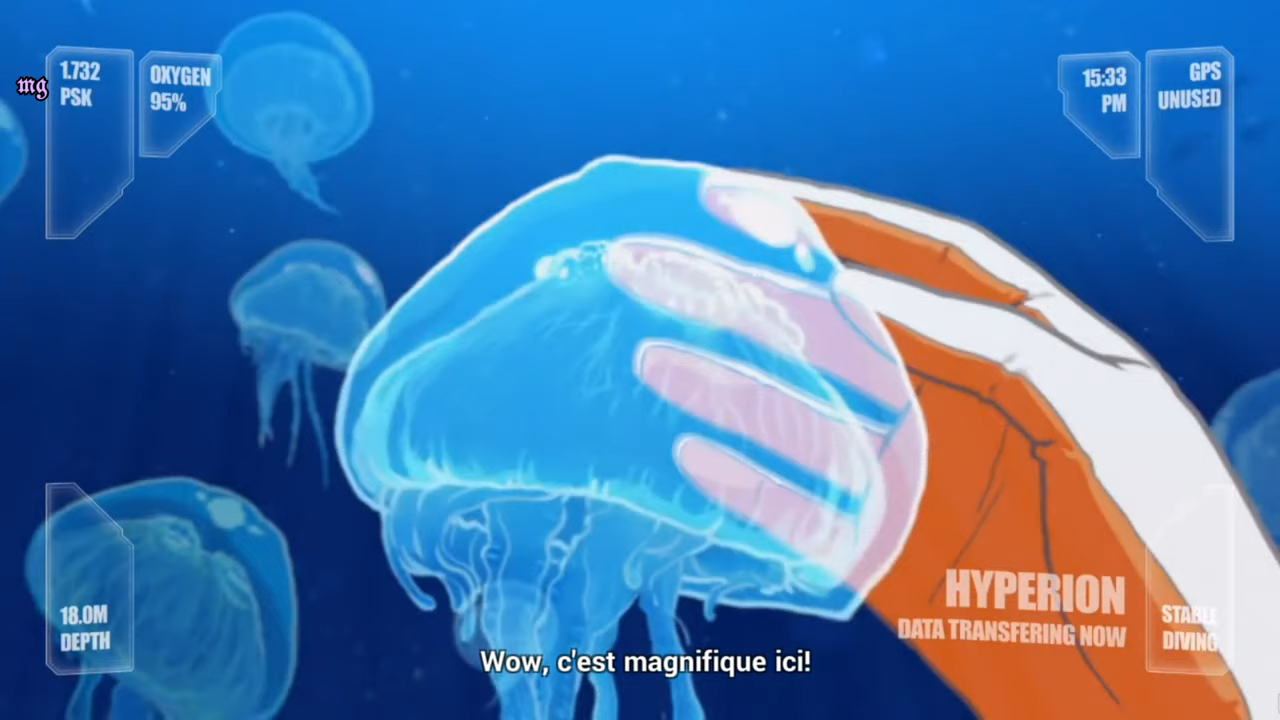 mg
1.732
PSK
OXYGEN
95%
15:33
PM
GPS
UNUSED
18.0M
DEPTH
HYPERION
DATA TRANSFERING NOW
STABLE
DIVING
Wow, c'est magnifique ici!